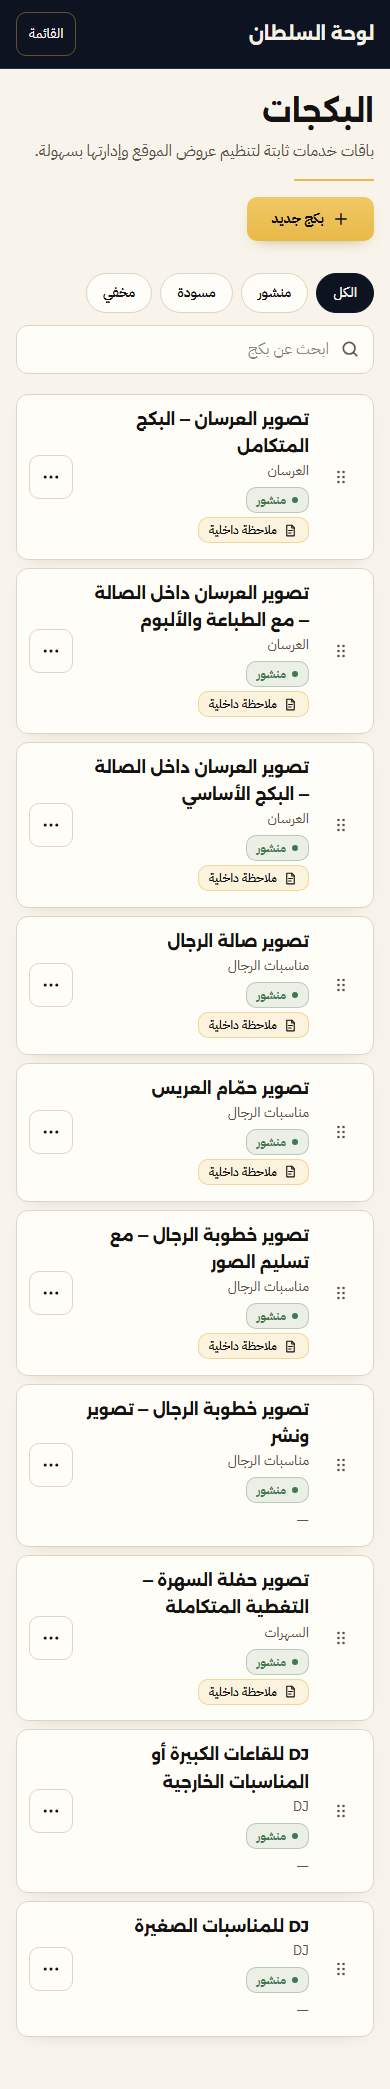 لوحة السلطان
القائمة
البكجات
باقات خدمات ثابتة لتنظيم عروض الموقع وإدارتها بسهولة.
+ بكج جديد
الكل
منشور
مسودة
مخفي
ابحث عن بكج
تصوير العرسان – البكج
المتكامل
العرسان
منشور
ملاحظة داخلية
تصوير العرسان داخل الصالة
– مع الطباعة والألبوم
العرسان
منشور
ملاحظة داخلية
تصوير العرسان داخل الصالة
– البكج الأساسي
العرسان
منشور
ملاحظة داخلية
تصوير صالة الرجال
مناسبات الرجال
منشور
ملاحظة داخلية
تصوير حمّام العريس
مناسبات الرجال
منشور
ملاحظة داخلية
تصوير خطوبة الرجال – مع
تسليم الصور
مناسبات الرجال
منشور
ملاحظة داخلية
تصوير خطوبة الرجال – تصوير
ونشر
مناسبات الرجال
منشور
—
تصوير حفلة السهرة –
التغطية المتكاملة
السهرات
منشور
ملاحظة داخلية
DJ للقاعات الكبيرة أو
المناسبات الخارجية
DJ
منشور
—
DJ للمناسبات الصغيرة
DJ
منشور
—